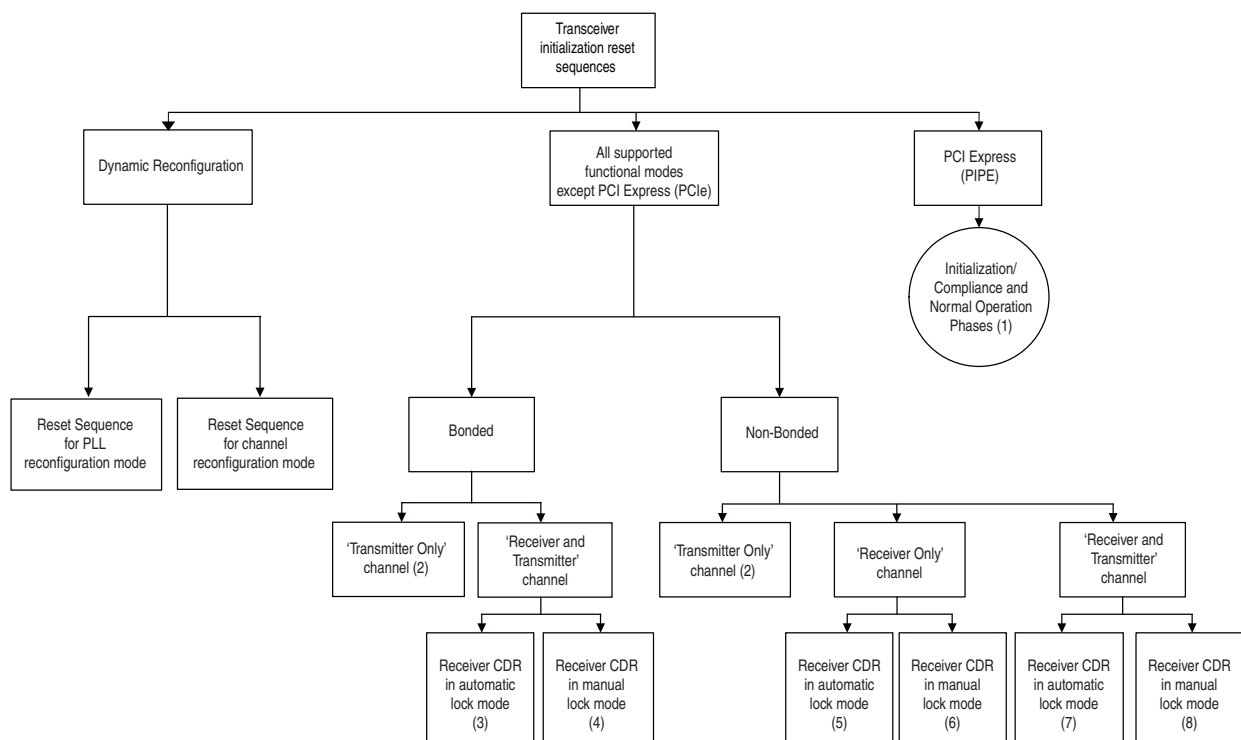 Transceiver
initialization reset
sequences
Dynamic Reconfiguration
All supported
functional modes
except PCI Express (PCIe)
PCI Express
(PIPE)
Initialization/
Compliance and
Normal Operation
Phases (1)
Reset Sequence
for PLL
reconfiguration mode
Reset Sequence
for channel
reconfiguration mode
Bonded
Non-Bonded
‘Transmitter Only’
channel (2)
‘Receiver and
Transmitter’
channel
‘Transmitter Only’
channel (2)
‘Receiver Only’
channel
‘Receiver and
Transmitter’
channel
Receiver CDR
in automatic
lock mode
(3)
Receiver CDR
in manual
lock mode
(4)
Receiver CDR
in automatic
lock mode
(5)
Receiver CDR
in manual
lock mode
(6)
Receiver CDR
in automatic
lock mode
(7)
Receiver CDR
in manual
lock mode
(8)